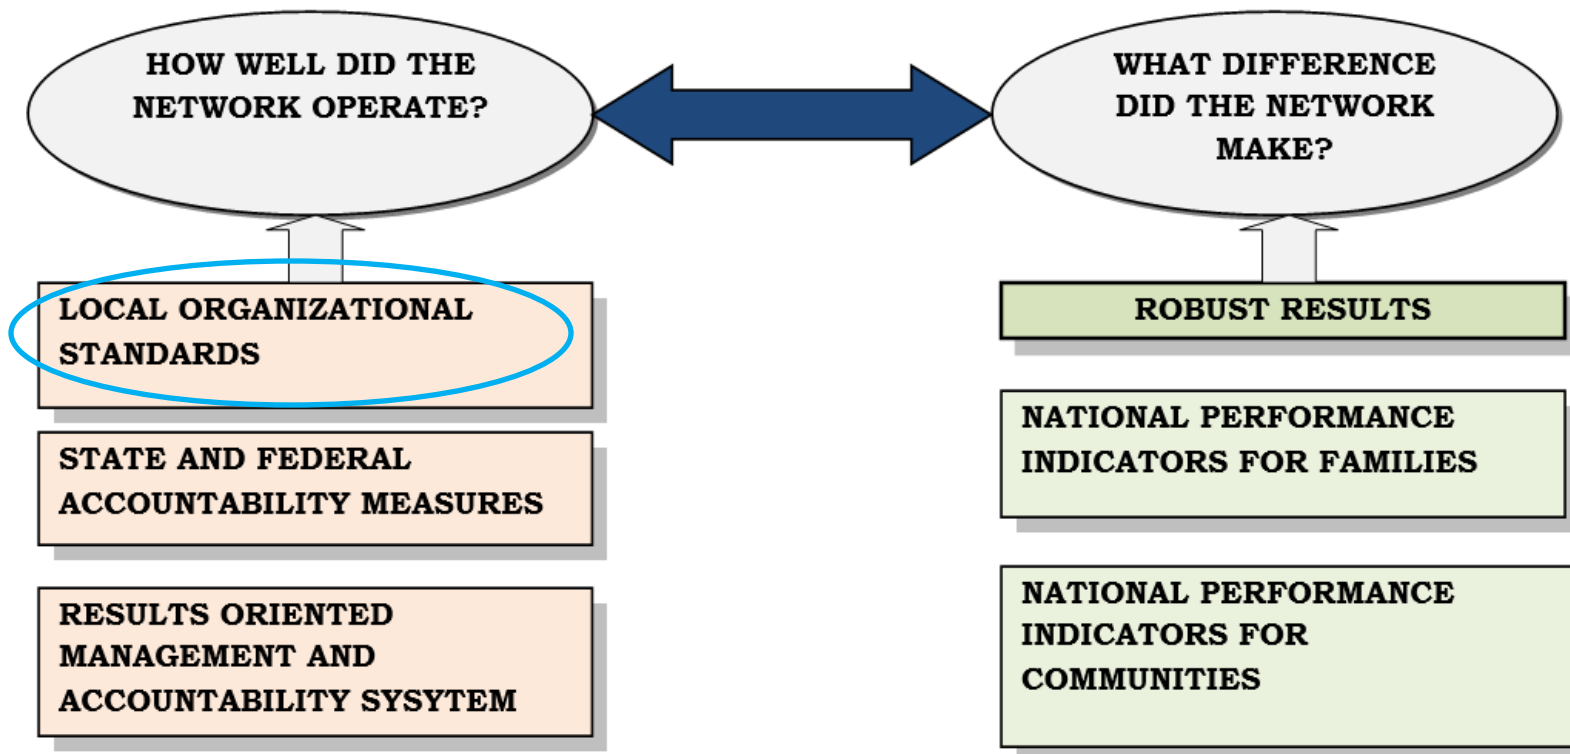 HOW WELL DID THE
NETWORK OPERATE?
WHAT DIFFERENCE
DID THE NETWORK
MAKE?
LOCAL ORGANIZATIONAL
STANDARDS
STATE AND FEDERAL
ACCOUNTABILITY MEASURES
RESULTS ORIENTED
MANAGEMENT AND
ACCOUNTABILITY SYSYTEM
ROBUST RESULTS
NATIONAL PERFORMANCE
INDICATORS FOR FAMILIES
NATIONAL PERFORMANCE
INDICATORS FOR
COMMUNITIES